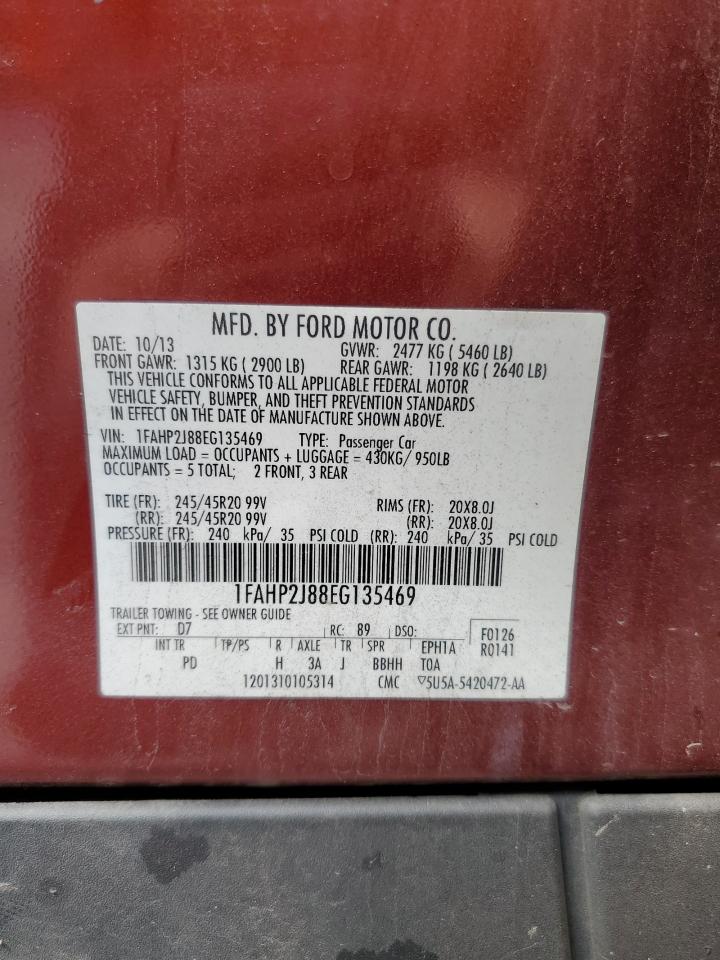 MFD. BY FORD MOTOR CO.
DATE: 10/13 GVWR: 2477 KG ( 5460 LB)
FRONT GAWR: 1315 KG ( 2900 LB) REAR GAWR: 1198 KG ( 2640 LB)
THIS VEHICLE CONFORMS TO ALL APPLICABLE FEDERAL MOTOR
VEHICLE SAFETY, BUMPER, AND THEFT PREVENTION STANDARDS
IN EFFECT ON THE DATE OF MANUFACTURE SHOWN ABOVE.
VIN: 1FAHP2J88EG135469 TYPE: Passenger Car
MAXIMUM LOAD = OCCUPANTS + LUGGAGE = 430KG/ 950LB
OCCUPANTS = 5 TOTAL; 2 FRONT, 3 REAR
TIRE (FR): 245/45R20 99V RIMS (FR): 20X8.0J
(RR): 245/45R20 99V (RR): 20X8.0J
PRESSURE (FR): 240 kPa/ 35 PSI COLD (RR): 240 kPa/ 35 PSI COLD
1FAHP2J88EG135469
TRAILER TOWING - SEE OWNER GUIDE
EXT PNT: D7 RC: 89 DSO: F0126
INT TR TP/PS R AXLE TR SPR EPH1A R0141
PD H 3A J BBHH TOA
1201310105314 CMC ▽5U5A-5420472-AA